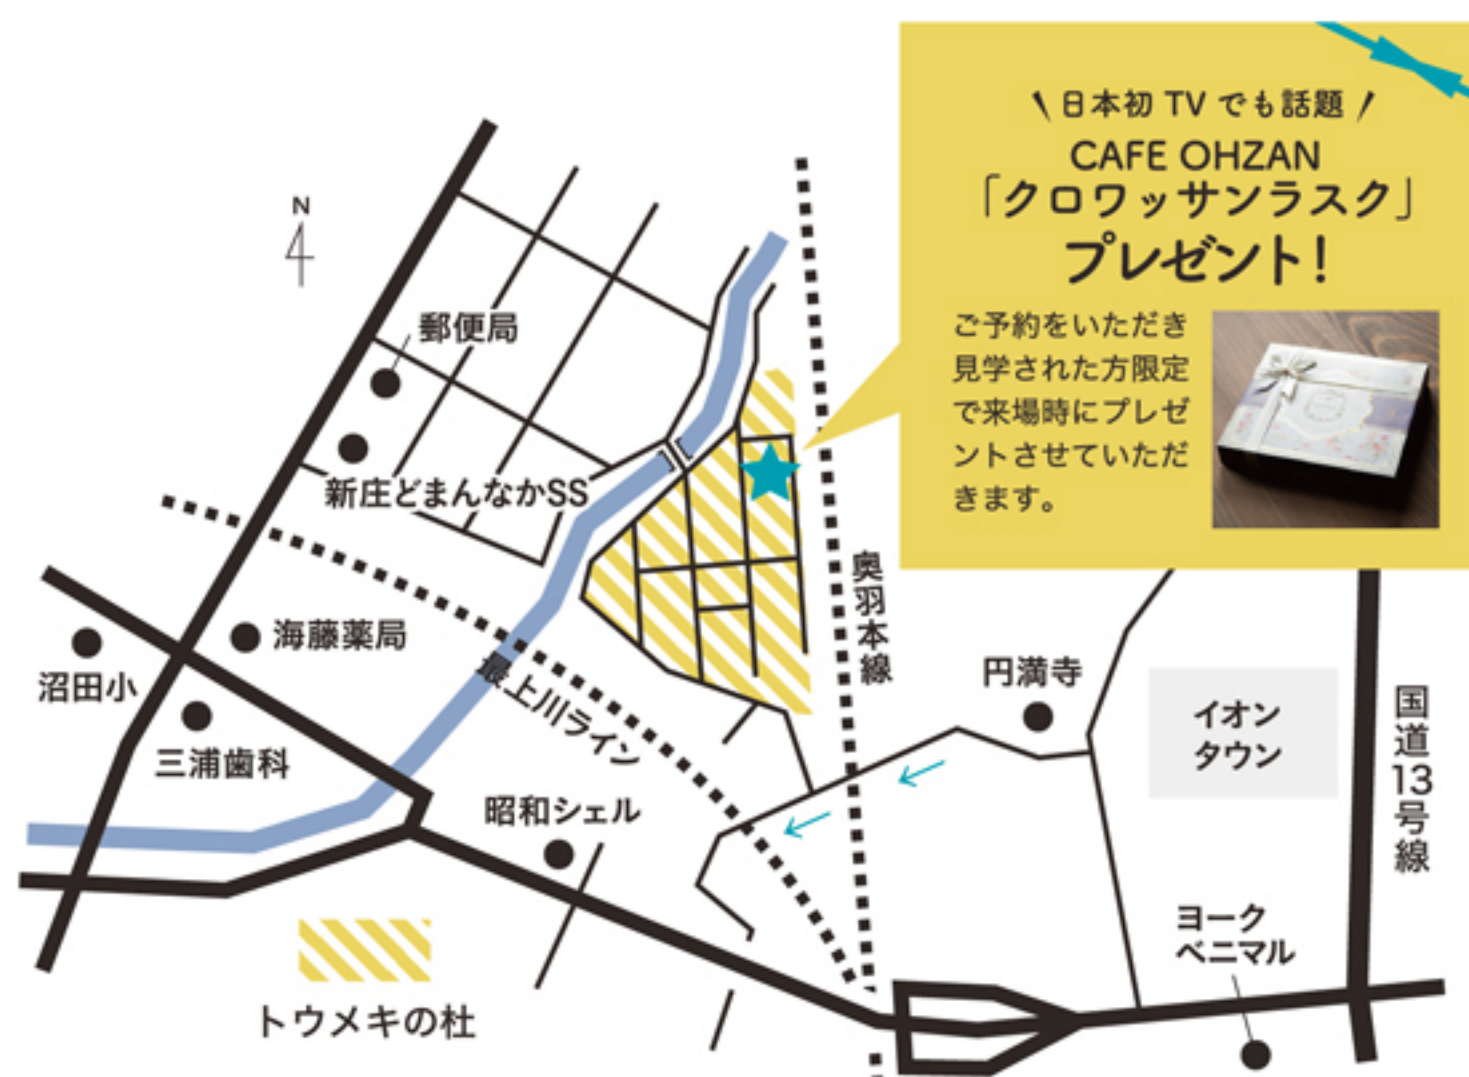 \ 日本初 TV でも話題 /
CAFE OHZAN
「クロワッサンラスク」
プレゼント!
ご予約をいただき
見学された方限定
で来場時にプレゼ
ントさせていただ
きます。
N
郵便局
新庄どまんなかSS
奥羽本線
海藤薬局
沼田小
最上川ライン
円満寺
イオン
タウン
国道13号線
三浦歯科
昭和シェル
ヨーク
ベニマル
トウメキの杜